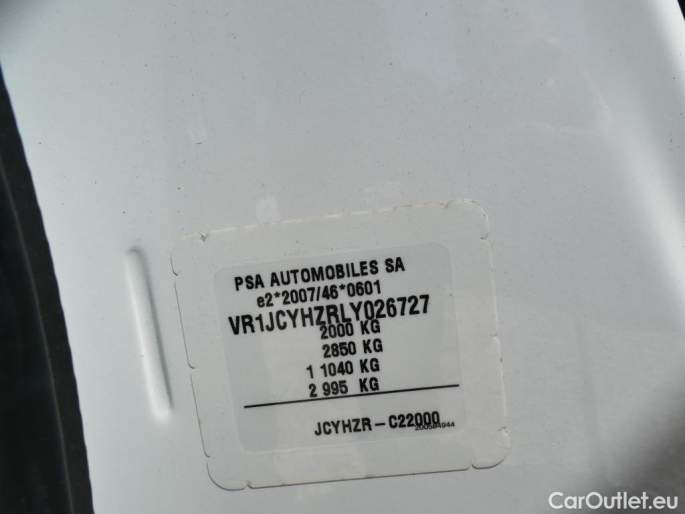 PSA AUTOMOBILES SA
e2*2007/46*0601
VR1JCYHZRLY026727
2000 KG
2850 KG
1 1040 KG
2 995 KG
JCYHZR-C22000
200584944
CarOutlet.eu